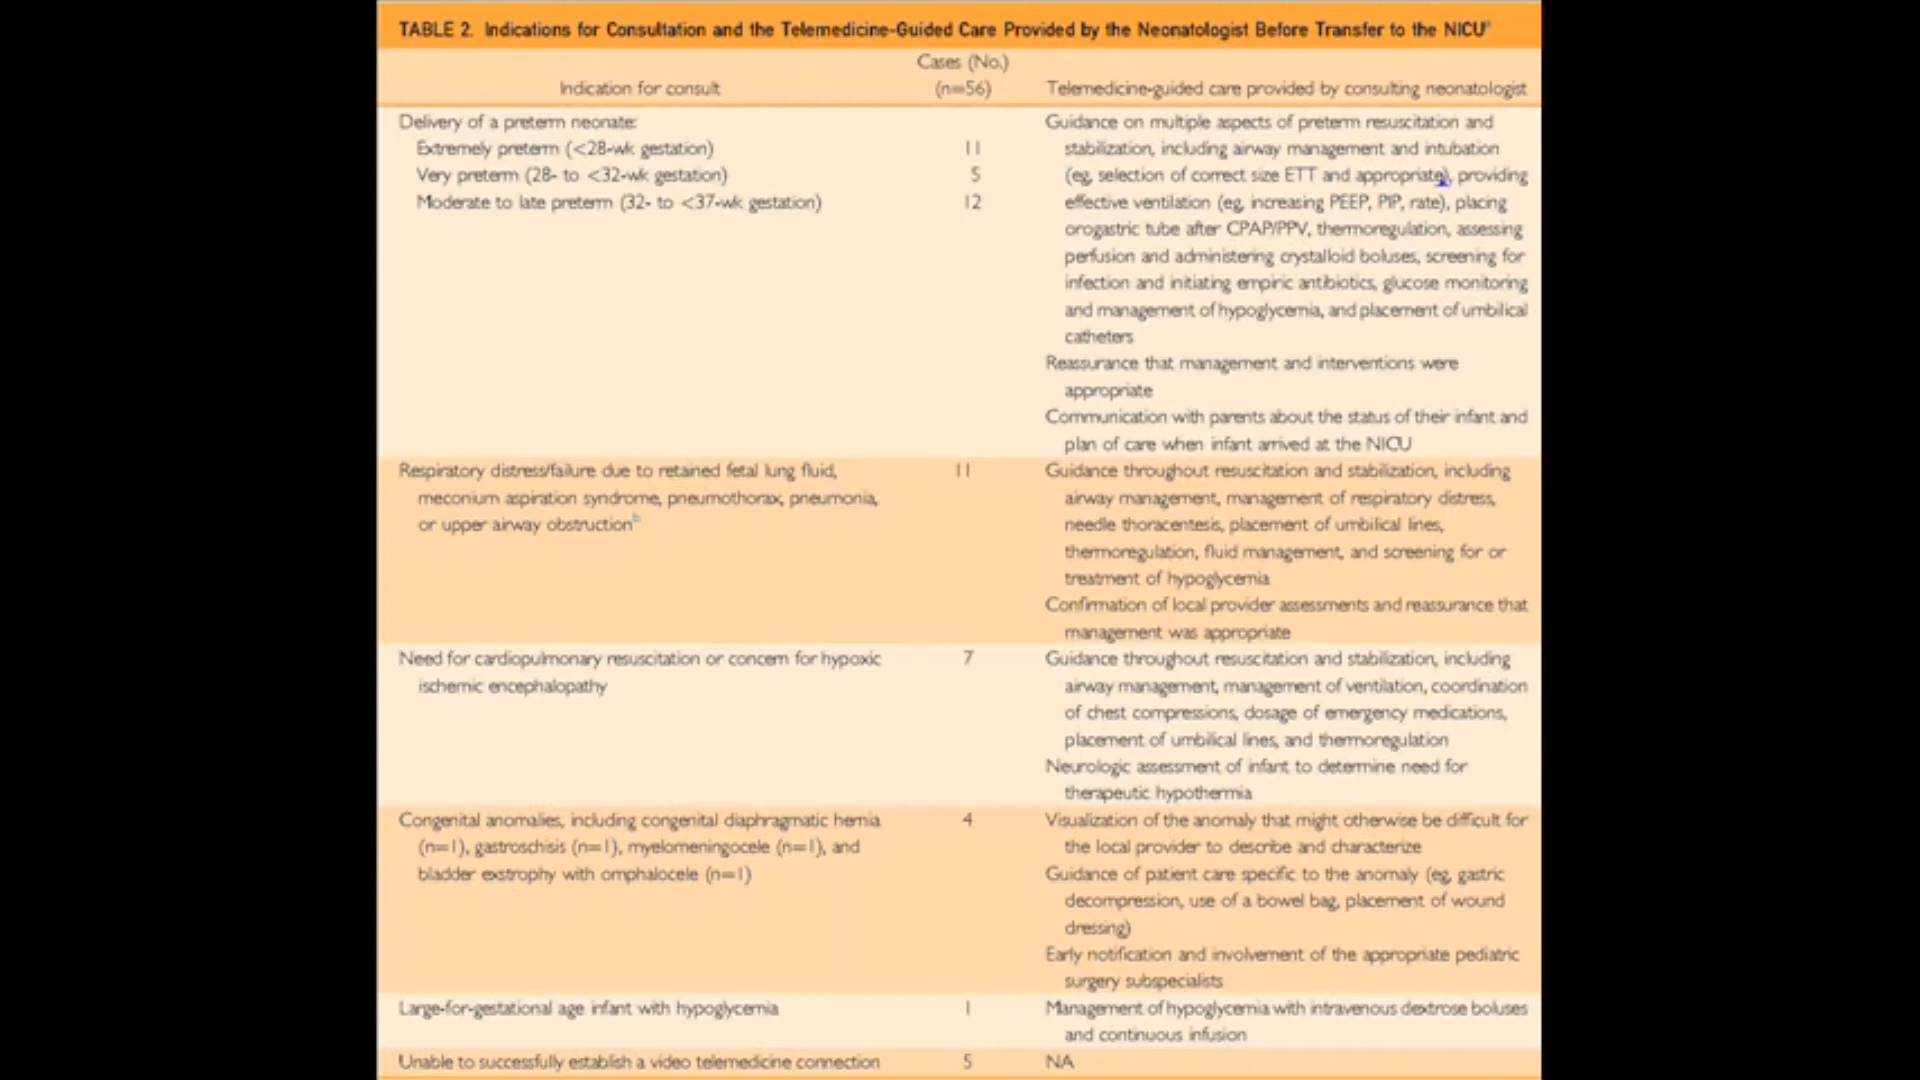 TABLE 2. Indications for Consultation and the Telemedicine-Guided Care Provided by the Neonatologist Before Transfer to the NICUa
Indication for consult
Cases (No.)
(n=56)
Telemedicine-guided care provided by consulting neonatologist
Delivery of a preterm neonate:
Extremely preterm (<28-wk gestation) 11
Very preterm (28- to <32-wk gestation) 5
Moderate to late preterm (32- to <37-wk gestation) 12
Guidance on multiple aspects of preterm resuscitation and
stabilization, including airway management and intubation
(eg, selection of correct size ETT and appropriate), providing
effective ventilation (eg, increasing PEEP, PIP, rate), placing
orogastric tube after CPAP/PPV, thermoregulation, assessing
perfusion and administering crystalloid boluses, screening for
infection and initiating empiric antibiotics, glucose monitoring
and management of hypoglycemia, and placement of umbilical
catheters
Reassurance that management and interventions were
appropriate
Communication with parents about the status of their infant and
plan of care when infant arrived at the NICU
Respiratory distress/failure due to retained fetal lung fluid,
meconium aspiration syndrome, pneumothorax, pneumonia,
or upper airway obstructionb
11
Guidance throughout resuscitation and stabilization, including
airway management, management of respiratory distress,
needle thoracentesis, placement of umbilical lines,
thermoregulation, fluid management, and screening for or
treatment of hypoglycemia
Confirmation of local provider assessments and reassurance that
management was appropriate
Need for cardiopulmonary resuscitation or concern for hypoxic
ischemic encephalopathy
7
Guidance throughout resuscitation and stabilization, including
airway management, management of ventilation, coordination
of chest compressions, dosage of emergency medications,
placement of umbilical lines, and thermoregulation
Neurologic assessment of infant to determine need for
therapeutic hypothermia
Congenital anomalies, including congenital diaphragmatic hernia
(n=1), gastroschisis (n=1), myelomeningocele (n=1), and
bladder exstrophy with omphalocele (n=1)
4
Visualization of the anomaly that might otherwise be difficult for
the local provider to describe and characterize
Guidance of patient care specific to the anomaly (eg, gastric
decompression, use of a bowel bag, placement of wound
dressing)
Early notification and involvement of the appropriate pediatric
surgery subspecialists
Large-for-gestational age infant with hypoglycemia
1
Management of hypoglycemia with intravenous dextrose boluses
and continuous infusion
Unable to successfully establish a video telemedicine connection
5
NA